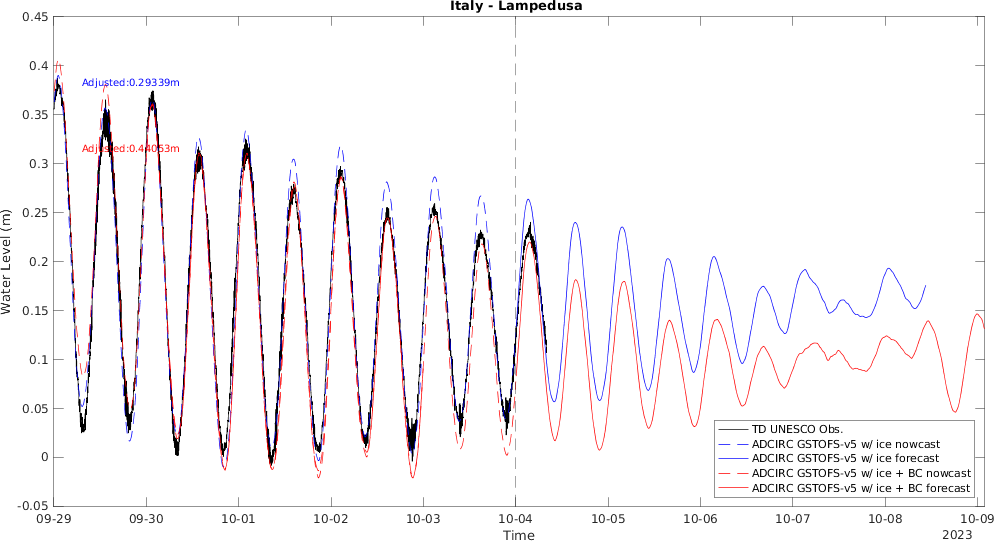 Italy - Lampedusa
0.45
0.4
0.35
0.3
0.25
0.2
0.15
0.1
0.05
0
-0.05
Water Level (m)
Adjusted:0.29339m
Adjusted:0.44053m
TD UNESCO Obs.
ADCIRC GSTOFS-v5 w/ ice nowcast
ADCIRC GSTOFS-v5 w/ ice forecast
ADCIRC GSTOFS-v5 w/ ice + BC nowcast
ADCIRC GSTOFS-v5 w/ ice + BC forecast
09-29 09-30 10-01 10-02 10-03 10-04 10-05 10-06 10-07 10-08 10-09
Time
2023